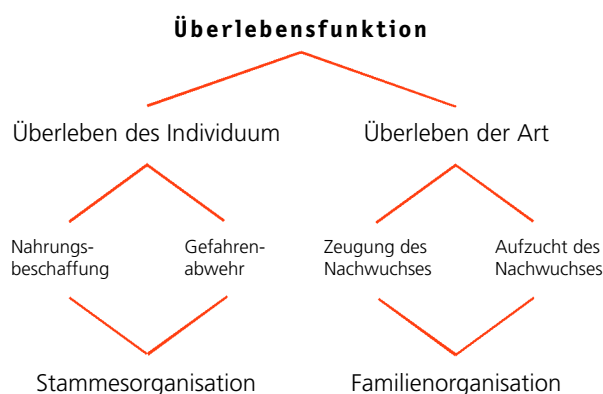 Überlebensfunktion
Überleben des Individuum
Überleben der Art
Nahrungs-
beschaffung
Gefahren-
abwehr
Zeugung des
Nachwuchses
Aufzucht des
Nachwuchses
Stammesorganisation
Familienorganisation